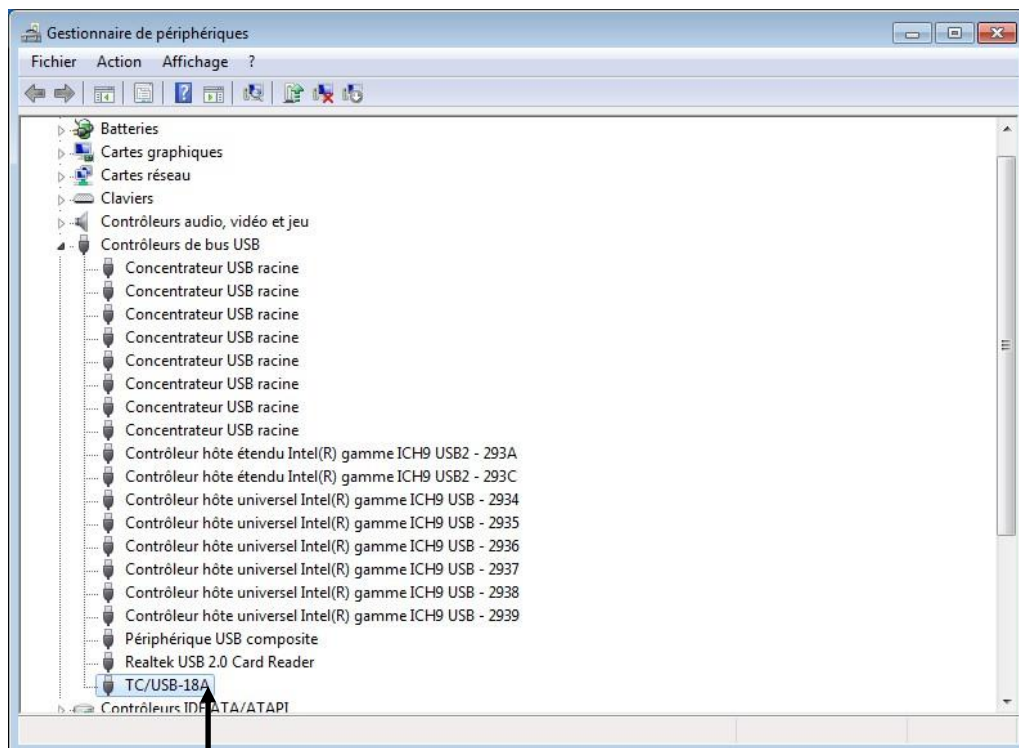 Gestionnaire de périphériques
Fichier Action Affichage ?
Batteries
Cartes graphiques
Cartes réseau
Claviers
Contrôleurs audio, vidéo et jeu
Contrôleurs de bus USB
Concentrateur USB racine
Concentrateur USB racine
Concentrateur USB racine
Concentrateur USB racine
Concentrateur USB racine
Concentrateur USB racine
Concentrateur USB racine
Concentrateur USB racine
Contrôleur hôte étendu Intel(R) gamme ICH9 USB2 - 293A
Contrôleur hôte étendu Intel(R) gamme ICH9 USB2 - 293C
Contrôleur hôte universel Intel(R) gamme ICH9 USB - 2934
Contrôleur hôte universel Intel(R) gamme ICH9 USB - 2935
Contrôleur hôte universel Intel(R) gamme ICH9 USB - 2936
Contrôleur hôte universel Intel(R) gamme ICH9 USB - 2937
Contrôleur hôte universel Intel(R) gamme ICH9 USB - 2938
Contrôleur hôte universel Intel(R) gamme ICH9 USB - 2939
Périphérique USB composite
Realtek USB 2.0 Card Reader
TC/USB-18A
Contrôleurs IDE ATA/ATAPI